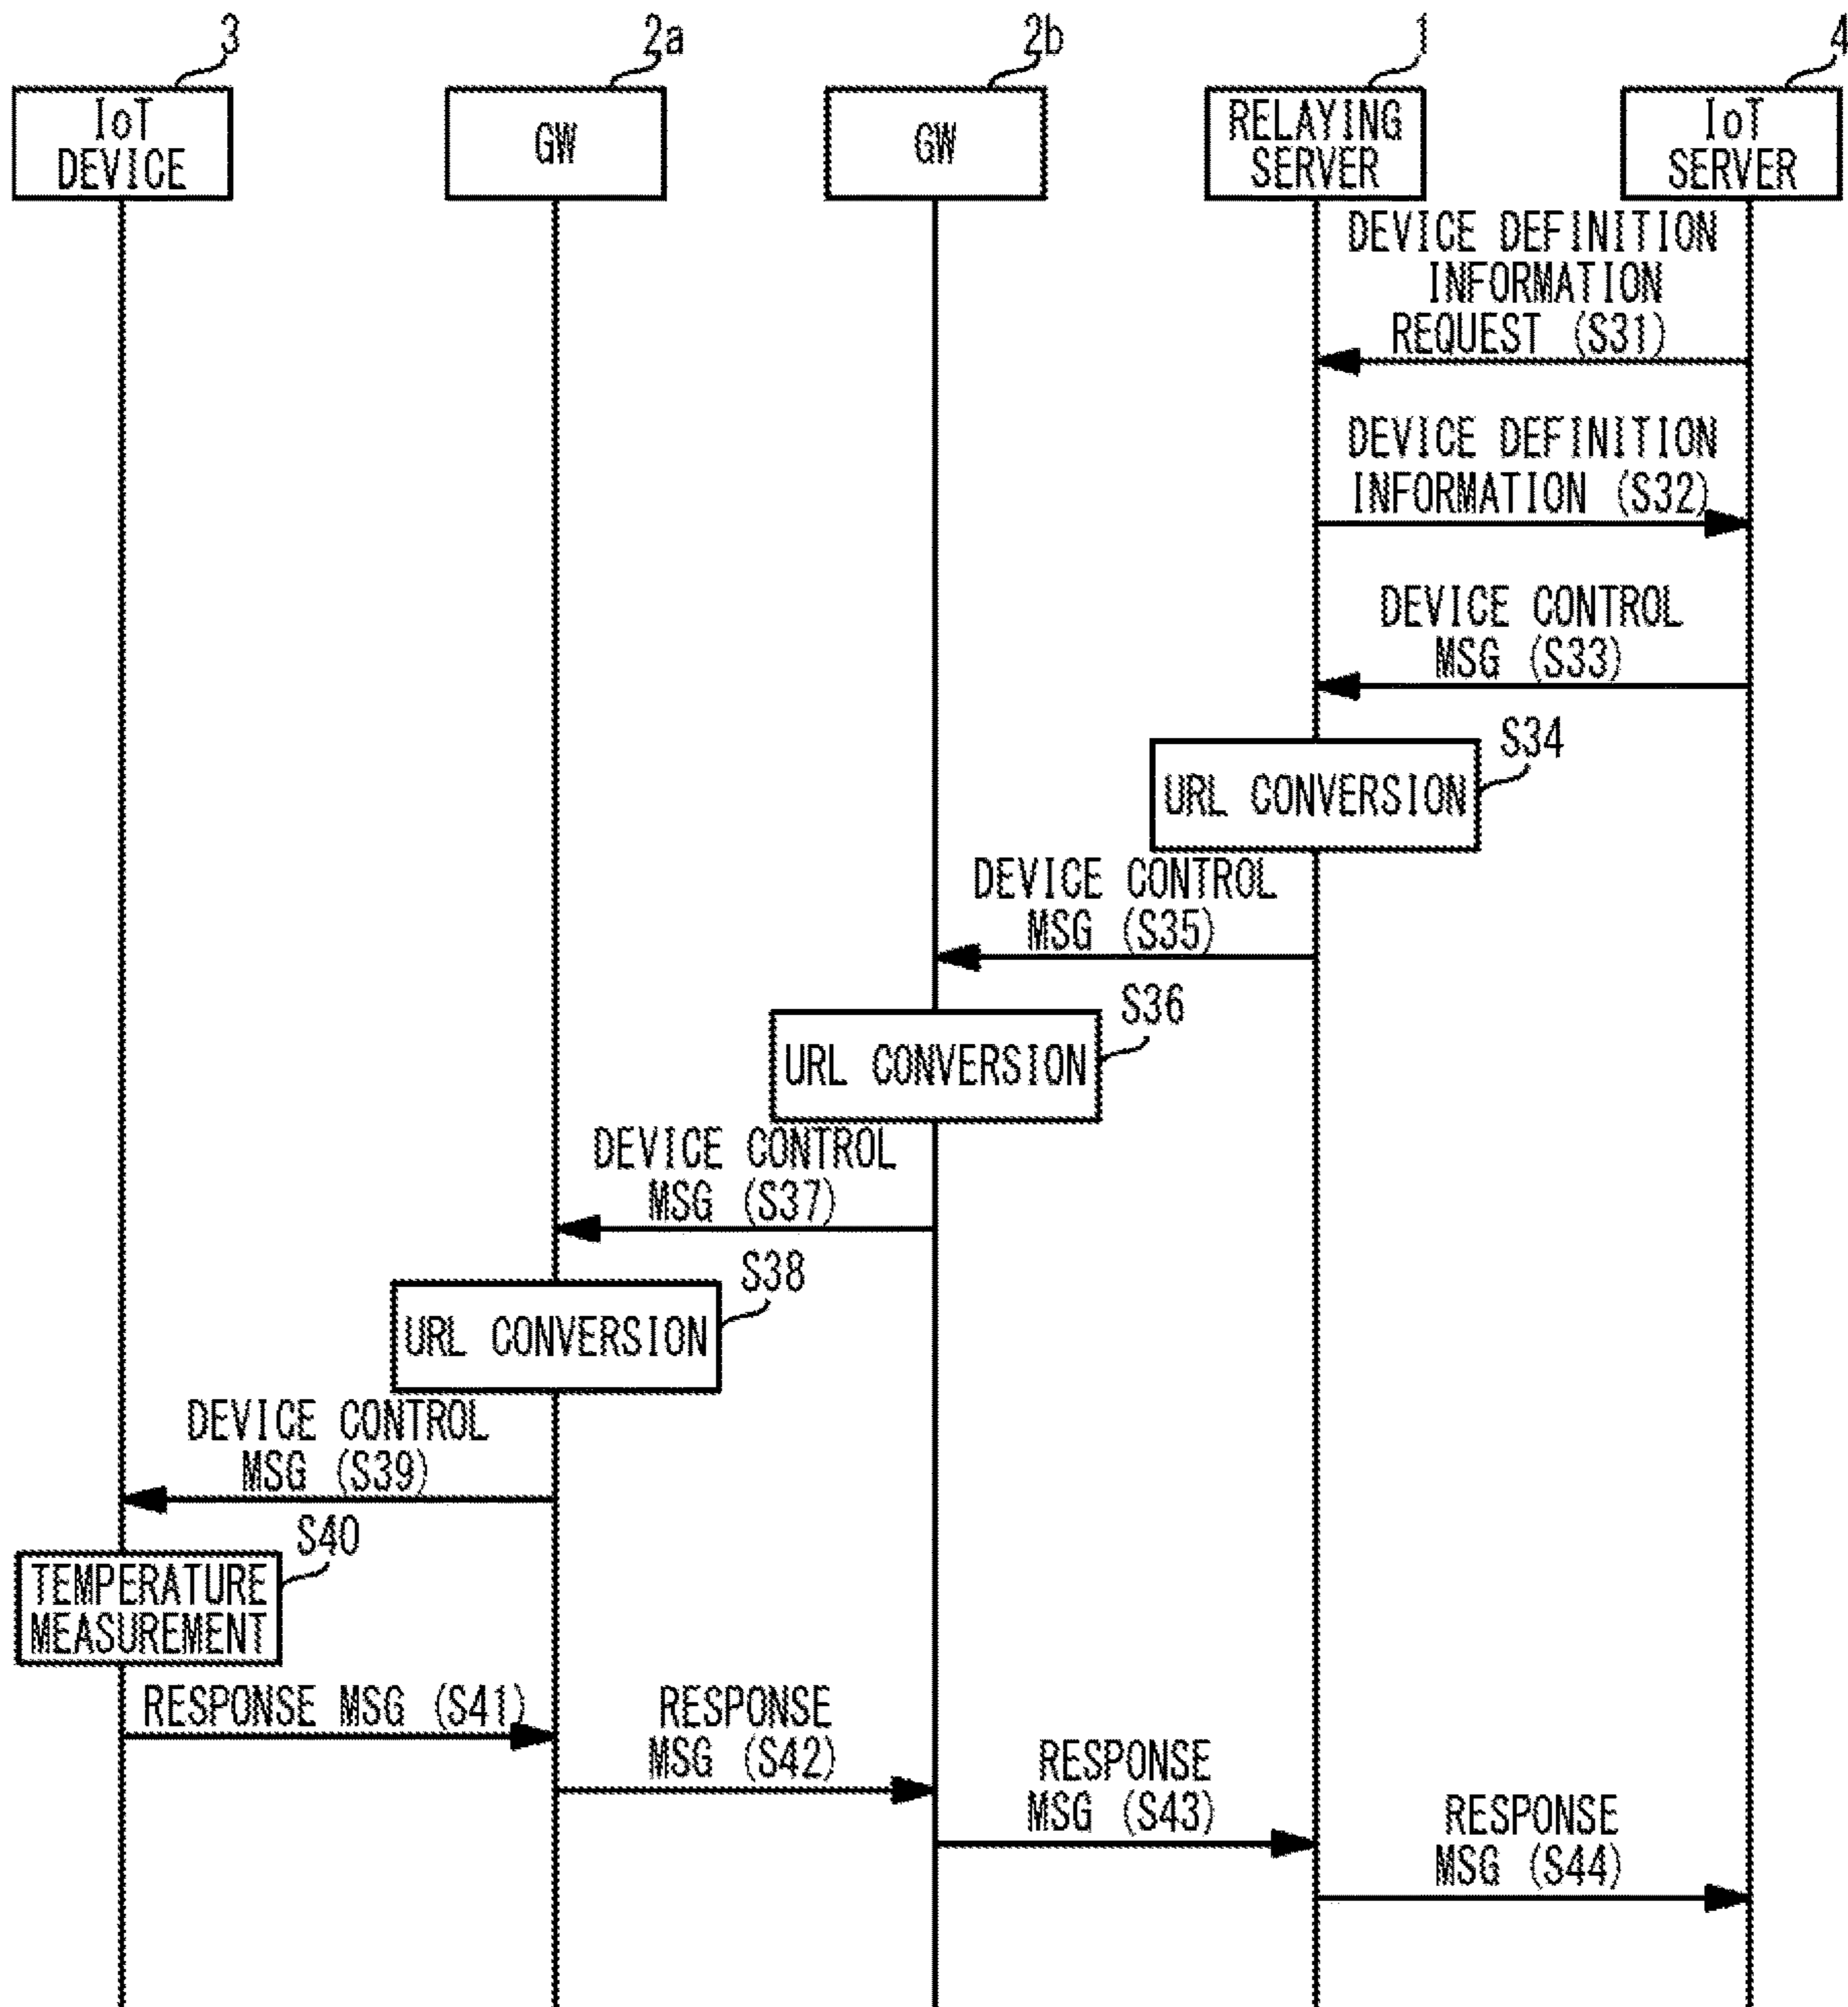 3
2a
2b
1
4
IoT
DEVICE
GW
GW
RELAYING
SERVER
IoT
SERVER
DEVICE DEFINITION
INFORMATION
REQUEST (S31)
DEVICE DEFINITION
INFORMATION (S32)
DEVICE CONTROL
MSG (S33)
S34
URL CONVERSION
DEVICE CONTROL
MSG (S35)
S36
URL CONVERSION
DEVICE CONTROL
MSG (S37)
S38
URL CONVERSION
DEVICE CONTROL
MSG (S39)
S40
TEMPERATURE
MEASUREMENT
RESPONSE MSG (S41)
RESPONSE
MSG (S42)
RESPONSE
MSG (S43)
RESPONSE
MSG (S44)